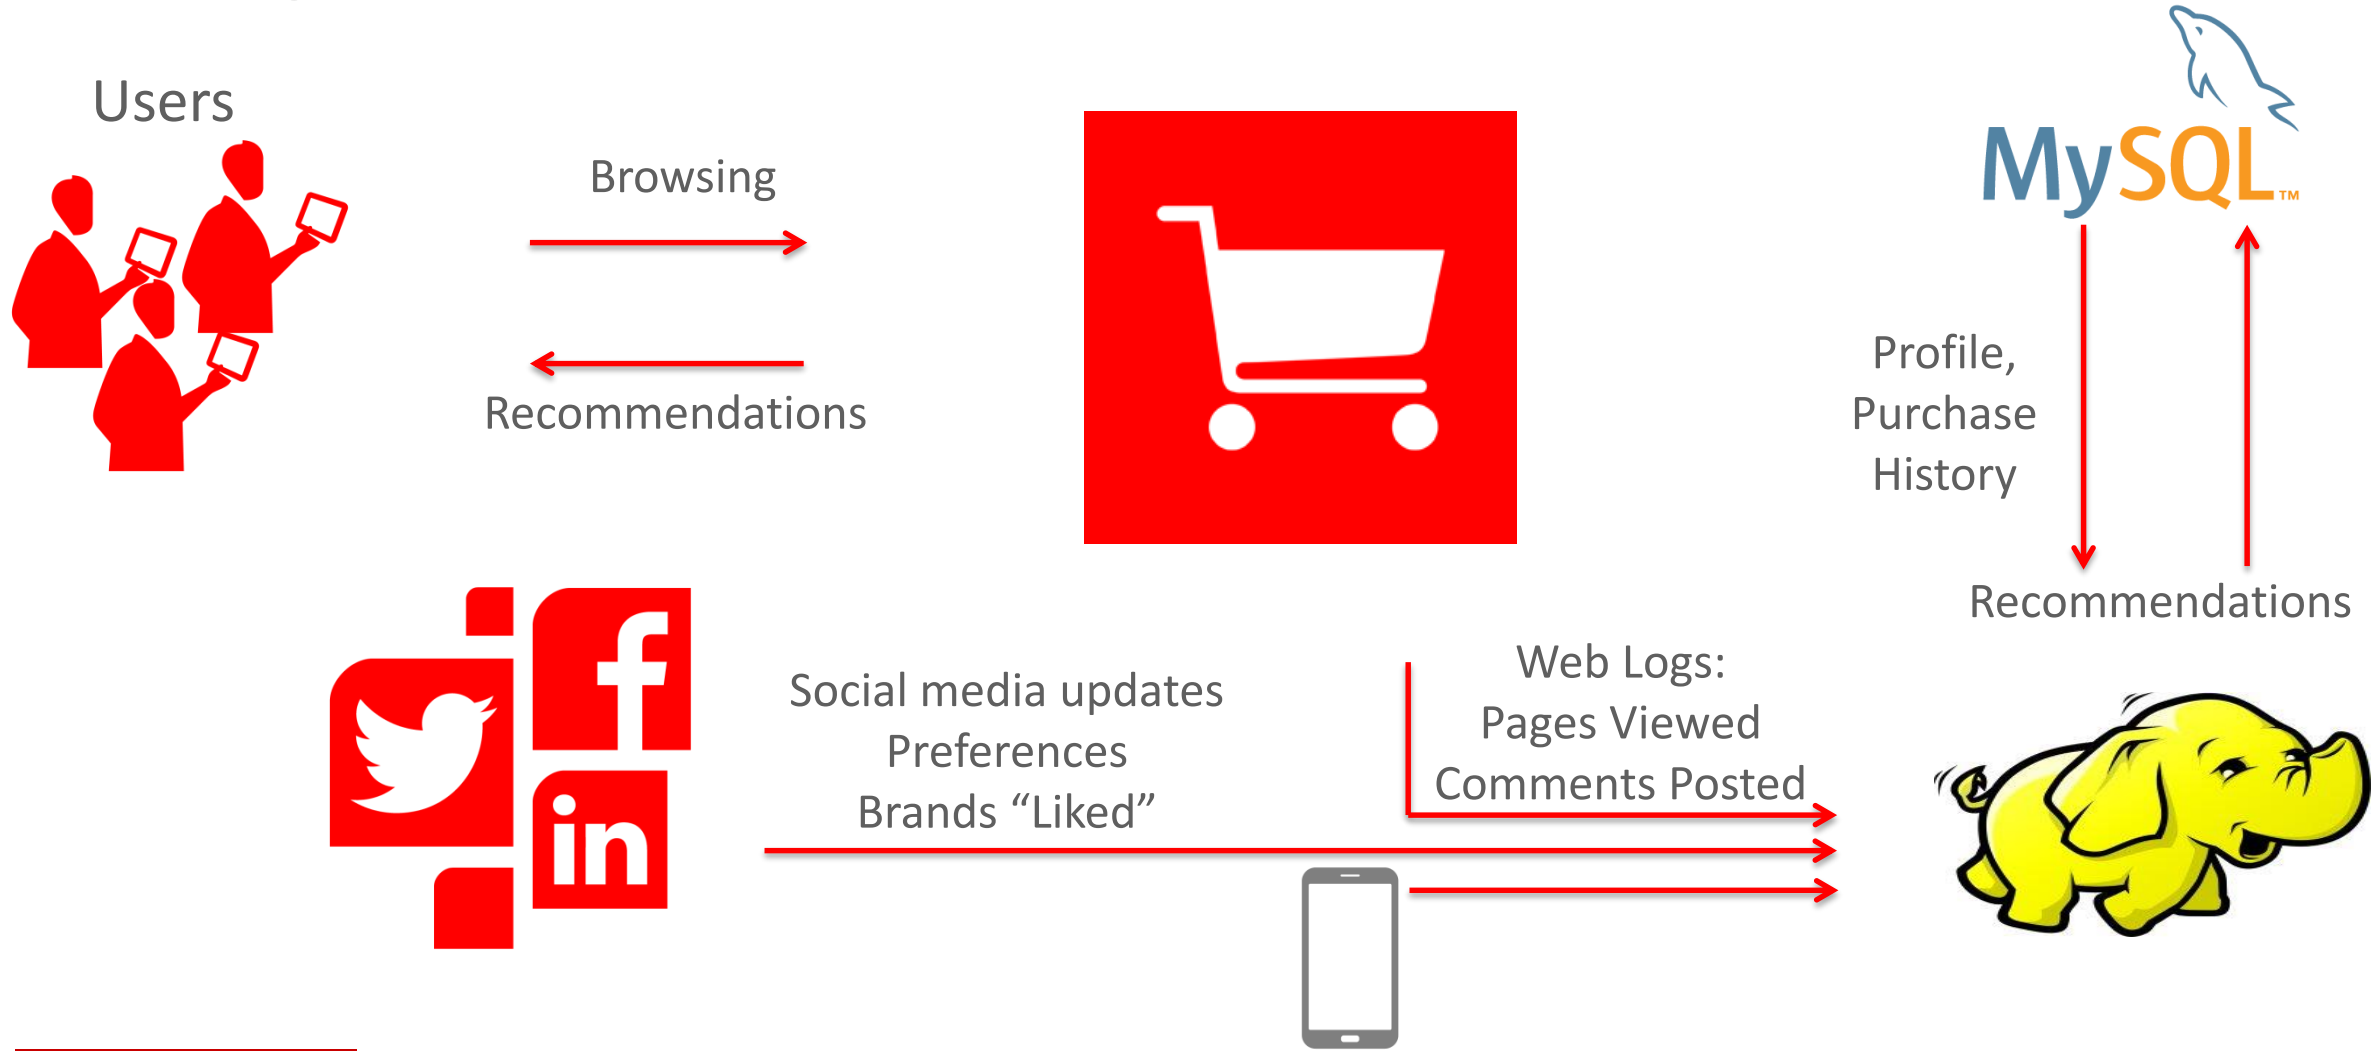 Users
Browsing
Recommendations
MySQL™
Profile,
Purchase
History
Recommendations
f
in
Social media updates
Preferences
Brands “Liked”
Web Logs:
Pages Viewed
Comments Posted